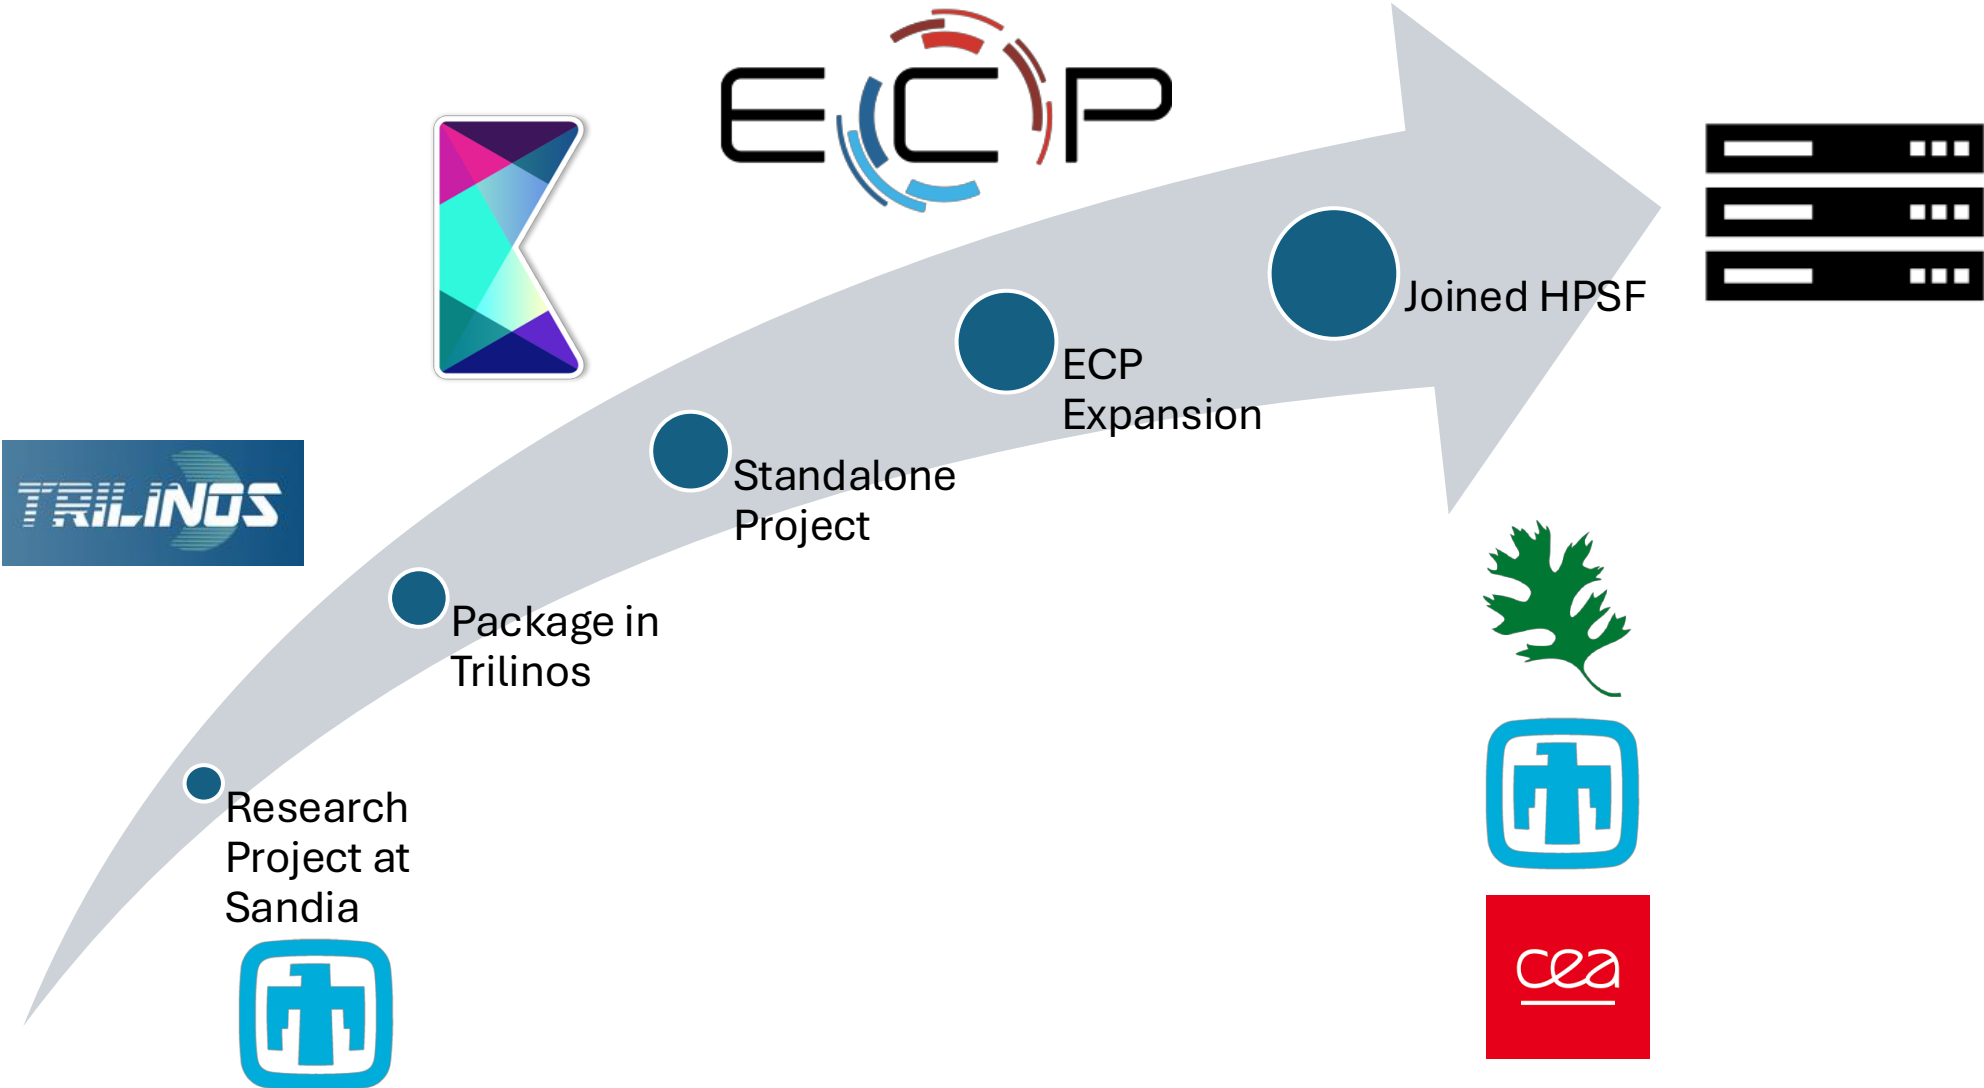 ECP
TRILINOS
Joined HPSF
ECP
Expansion
Standalone
Project
Package in
Trilinos
Research
Project at
Sandia
cea